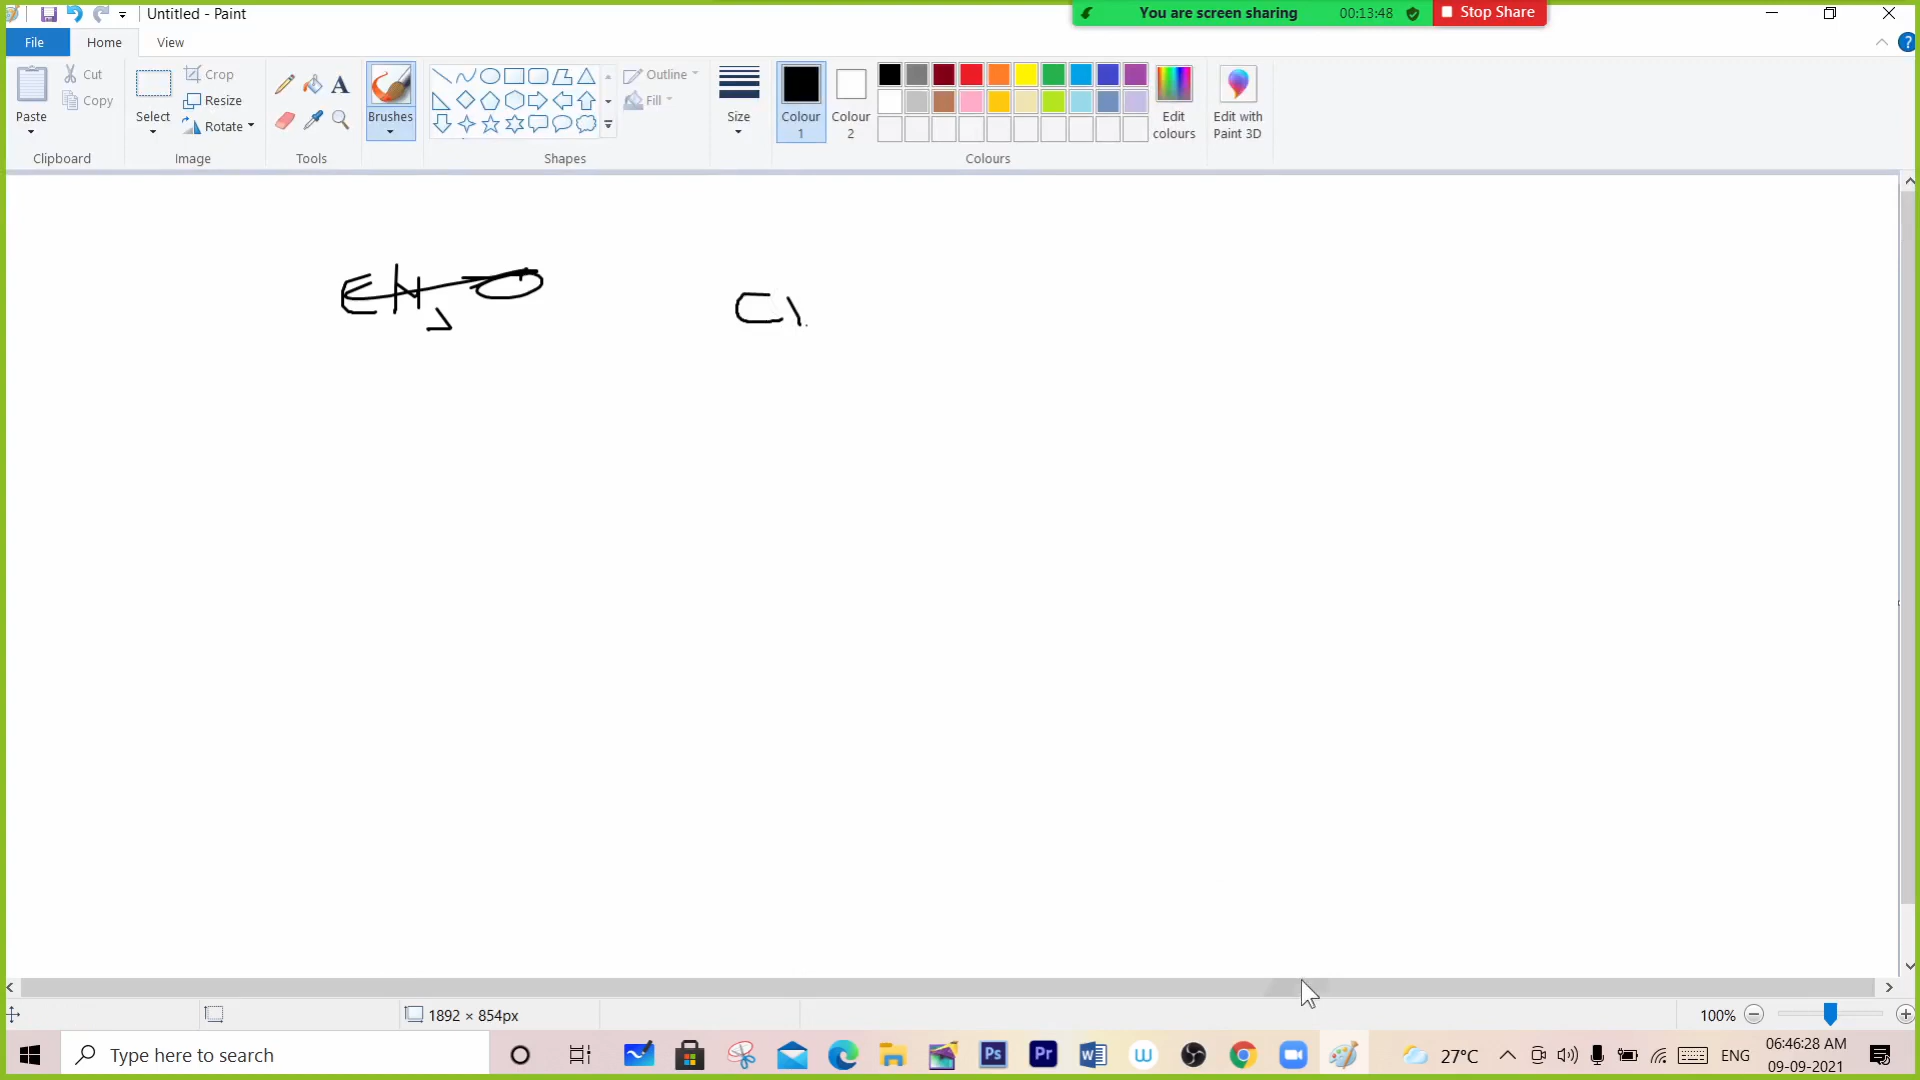 Untitled - Paint
You are screen sharing 00:13:48 Stop Share
File Home View
Cut
Copy
Paste
Clipboard
Select
Crop
Resize
Rotate
Image
Tools
Brushes
Shapes
Outline
Fill
Size
Colour 1
Colour 2
Colours
Edit colours
Edit with Paint 3D
1892 × 854px
100%
Type here to search
Ps
Pr
27°C
ENG
06:46:28 AM
09-09-2021